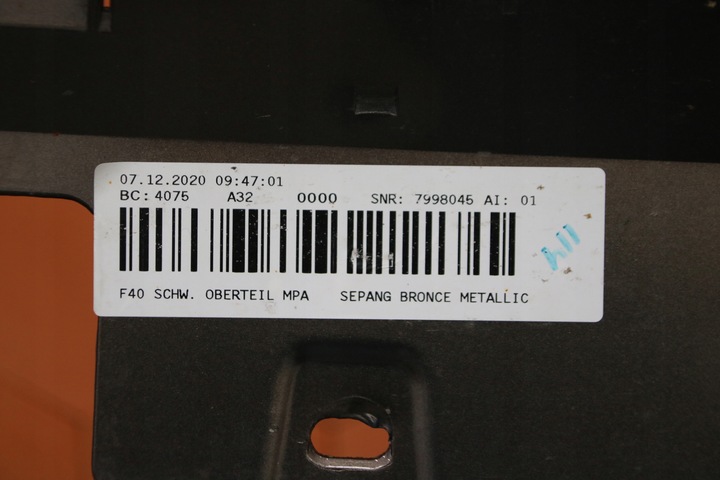 07.12.2020 09:47:01
BC: 4075 A32 0000 SNR: 7998045 AI: 01
F40 SCHW. OBERTEIL MPA SEPANG BRONCE METALLIC